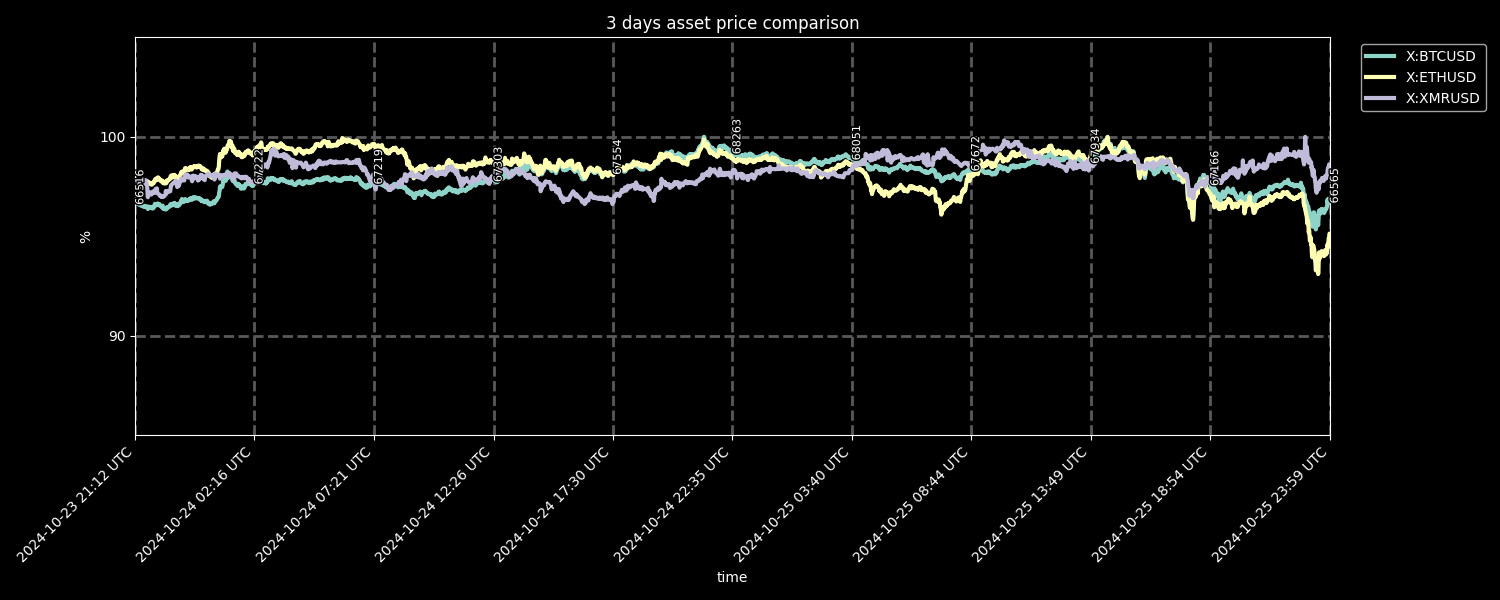 3 days asset price comparison
X:BTCUSD
X:ETHUSD
X:XMRUSD
100
90
%
66516
67222
67219
67303
67534
68263
68051
67672
67934
67166
66565
2024-10-23 21:12 UTC
2024-10-24 02:16 UTC
2024-10-24 07:21 UTC
2024-10-24 12:26 UTC
2024-10-24 17:30 UTC
2024-10-24 22:35 UTC
2024-10-25 03:40 UTC
2024-10-25 08:44 UTC
2024-10-25 13:49 UTC
2024-10-25 18:54 UTC
2024-10-25 23:59 UTC
time